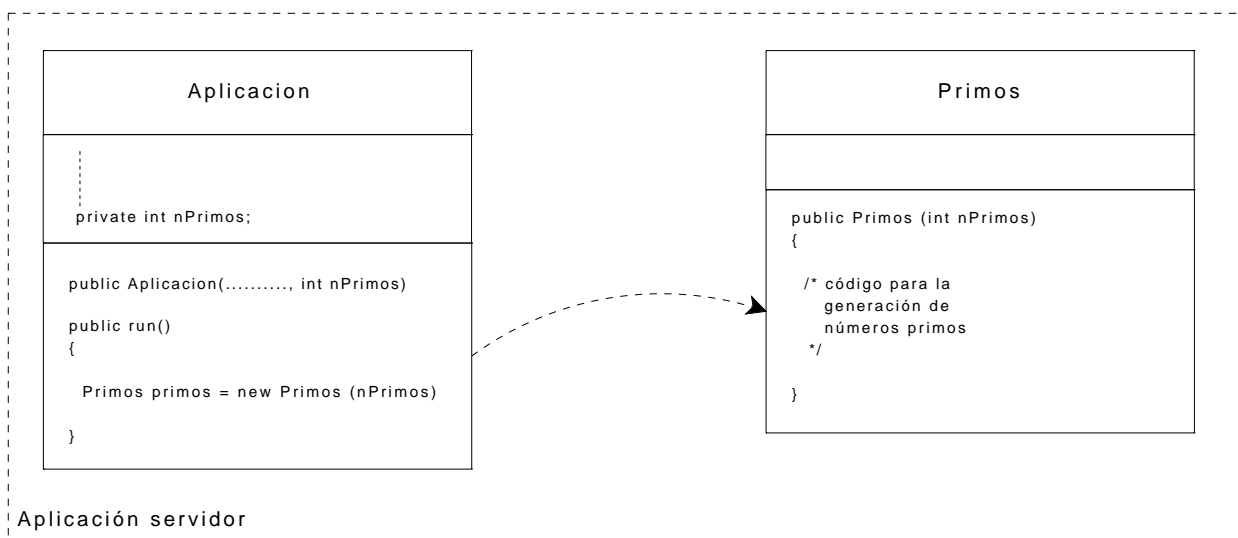 Aplicacion
private int nPrimos;
public Aplicacion(.........., int nPrimos)
public run()
{
Primos primos = new Primos (nPrimos)
}
Primos
public Primos (int nPrimos)
{
/* código para la
generación de
números primos
*/
}
Aplicación servidor